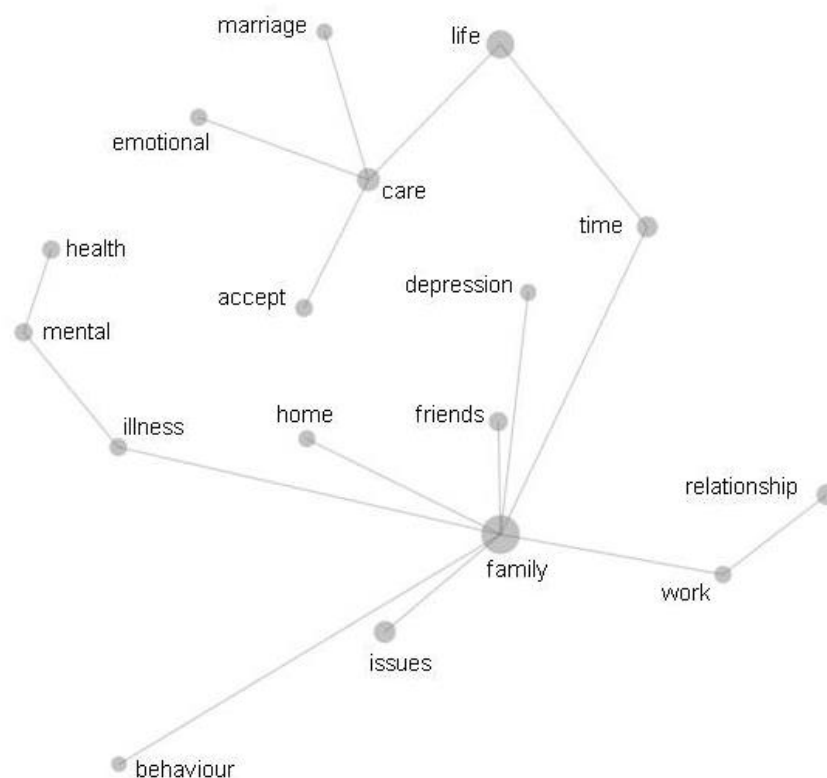 marriage
life
emotional
care
time
health
depression
accept
mental
home
friends
illness
relationship
family
work
issues
behaviour